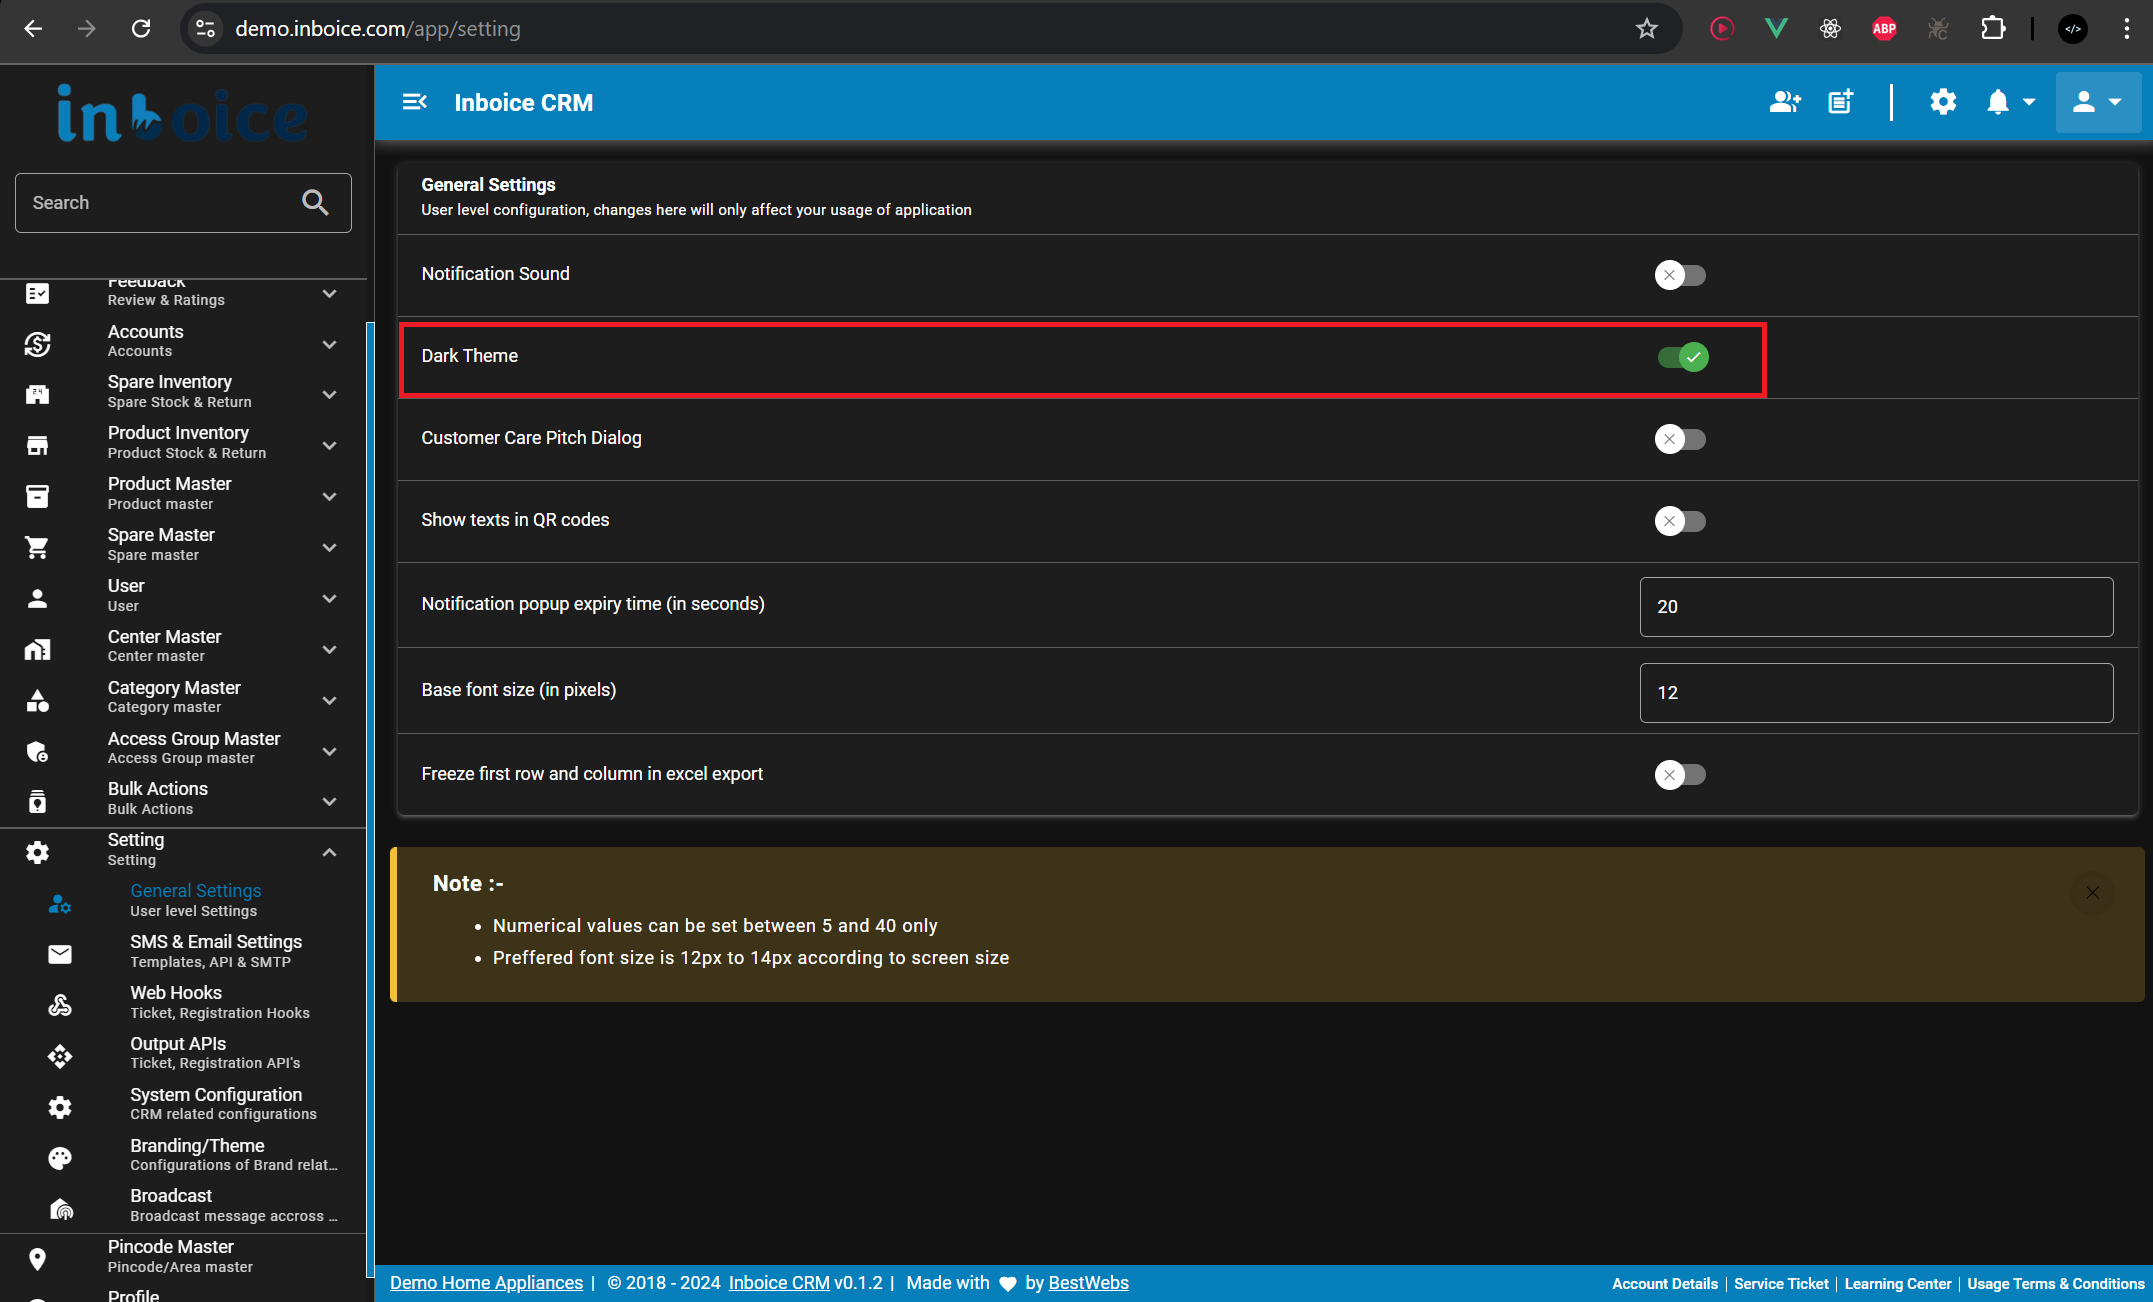 demo.inboice.com/app/setting
ABP
inboice
Inboice CRM
Search
Feedback
Review & Ratings
Accounts
Accounts
Spare Inventory
Spare Stock & Return
Product Inventory
Product Stock & Return
Product Master
Product master
Spare Master
Spare master
User
User
Center Master
Center master
Category Master
Category master
Access Group Master
Access Group master
Bulk Actions
Bulk Actions
Setting
Setting
General Settings
User level Settings
SMS & Email Settings
Templates, API & SMTP
Web Hooks
Ticket, Registration Hooks
Output APIs
Ticket, Registration API's
System Configuration
CRM related configurations
Branding/Theme
Configurations of Brand relat...
Broadcast
Broadcast message accross ...
Pincode Master
Pincode/Area master
Profile
General Settings
User level configuration, changes here will only affect your usage of application
Notification Sound
Dark Theme
Customer Care Pitch Dialog
Show texts in QR codes
Notification popup expiry time (in seconds)
20
Base font size (in pixels)
12
Freeze first row and column in excel export
Note :-
• Numerical values can be set between 5 and 40 only
• Preffered font size is 12px to 14px according to screen size
Demo Home Appliances | © 2018 - 2024 Inboice CRM v0.1.2 | Made with ♥ by BestWebs
Account Details | Service Ticket | Learning Center | Usage Terms & Conditions